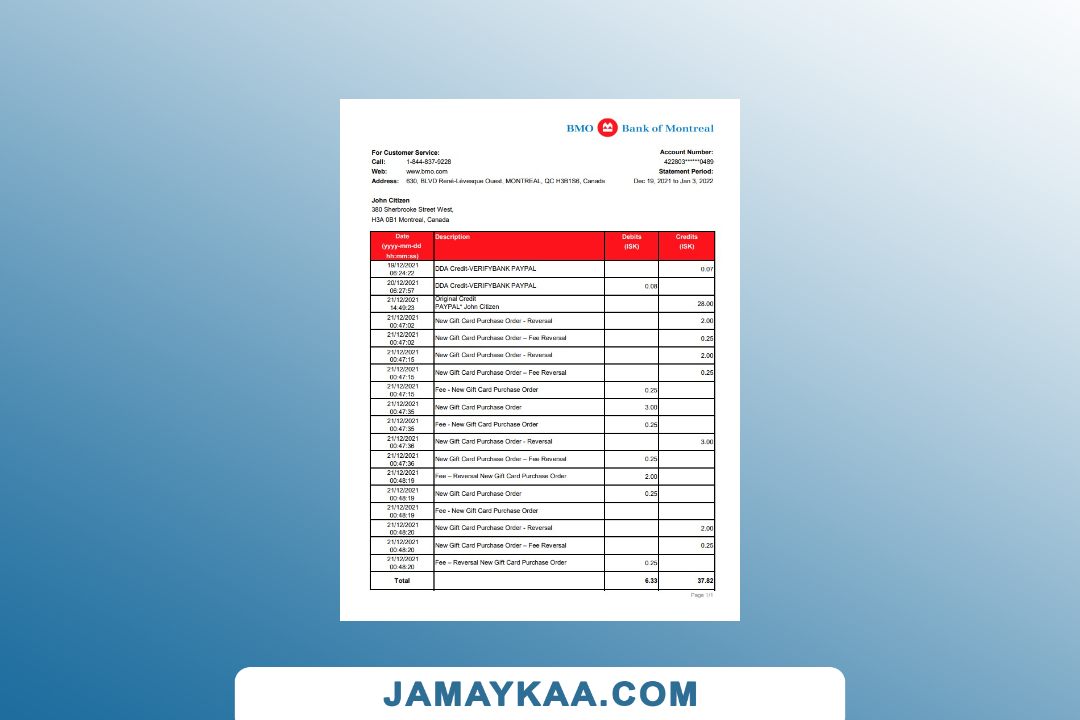 BMO Bank of Montreal
For Customer Service: Account Number:
Call: 1-844-837-9228 422803******0489
Web: www.bmo.com Statement Period:
Address: 630, BLVD René-Lévesque Ouest, MONTREAL, QC H3B1S6, Canada Dec 19, 2021 to Jan 3, 2022
John Citizen
380 Sherbrooke Street West,
H3A 0B1 Montreal, Canada
Date Description Debits Credits
(yyyy-mm-dd (ISK) (ISK)
hh:mm:ss)
19/12/2021
06:24:22 DDA Credit-VERIFYBANK PAYPAL 0.07
20/12/2021
06:27:57 DDA Credit-VERIFYBANK PAYPAL 0.08
21/12/2021 Original Credit
14:49:23 PAYPAL* John Citizen 28.00
21/12/2021
00:47:02 New Gift Card Purchase Order - Reversal 2.00
21/12/2021
00:47:02 New Gift Card Purchase Order – Fee Reversal 0.25
21/12/2021
00:47:15 New Gift Card Purchase Order - Reversal 2.00
21/12/2021
00:47:15 New Gift Card Purchase Order – Fee Reversal 0.25
21/12/2021
00:47:15 Fee - New Gift Card Purchase Order 0.25
21/12/2021
00:47:35 New Gift Card Purchase Order 3.00
21/12/2021
00:47:35 Fee - New Gift Card Purchase Order 0.25
21/12/2021
00:47:36 New Gift Card Purchase Order - Reversal 3.00
21/12/2021
00:47:36 New Gift Card Purchase Order – Fee Reversal 0.25
21/12/2021
00:48:19 Fee – Reversal New Gift Card Purchase Order 2.00
21/12/2021
00:48:19 New Gift Card Purchase Order 0.25
21/12/2021
00:48:19 Fee - New Gift Card Purchase Order
21/12/2021
00:48:20 New Gift Card Purchase Order - Reversal 2.00
21/12/2021
00:48:20 New Gift Card Purchase Order – Fee Reversal 0.25
21/12/2021
00:48:20 Fee – Reversal New Gift Card Purchase Order 0.25
Total 6.33 37.82
Page 1/1
JAMAYKAA.COM